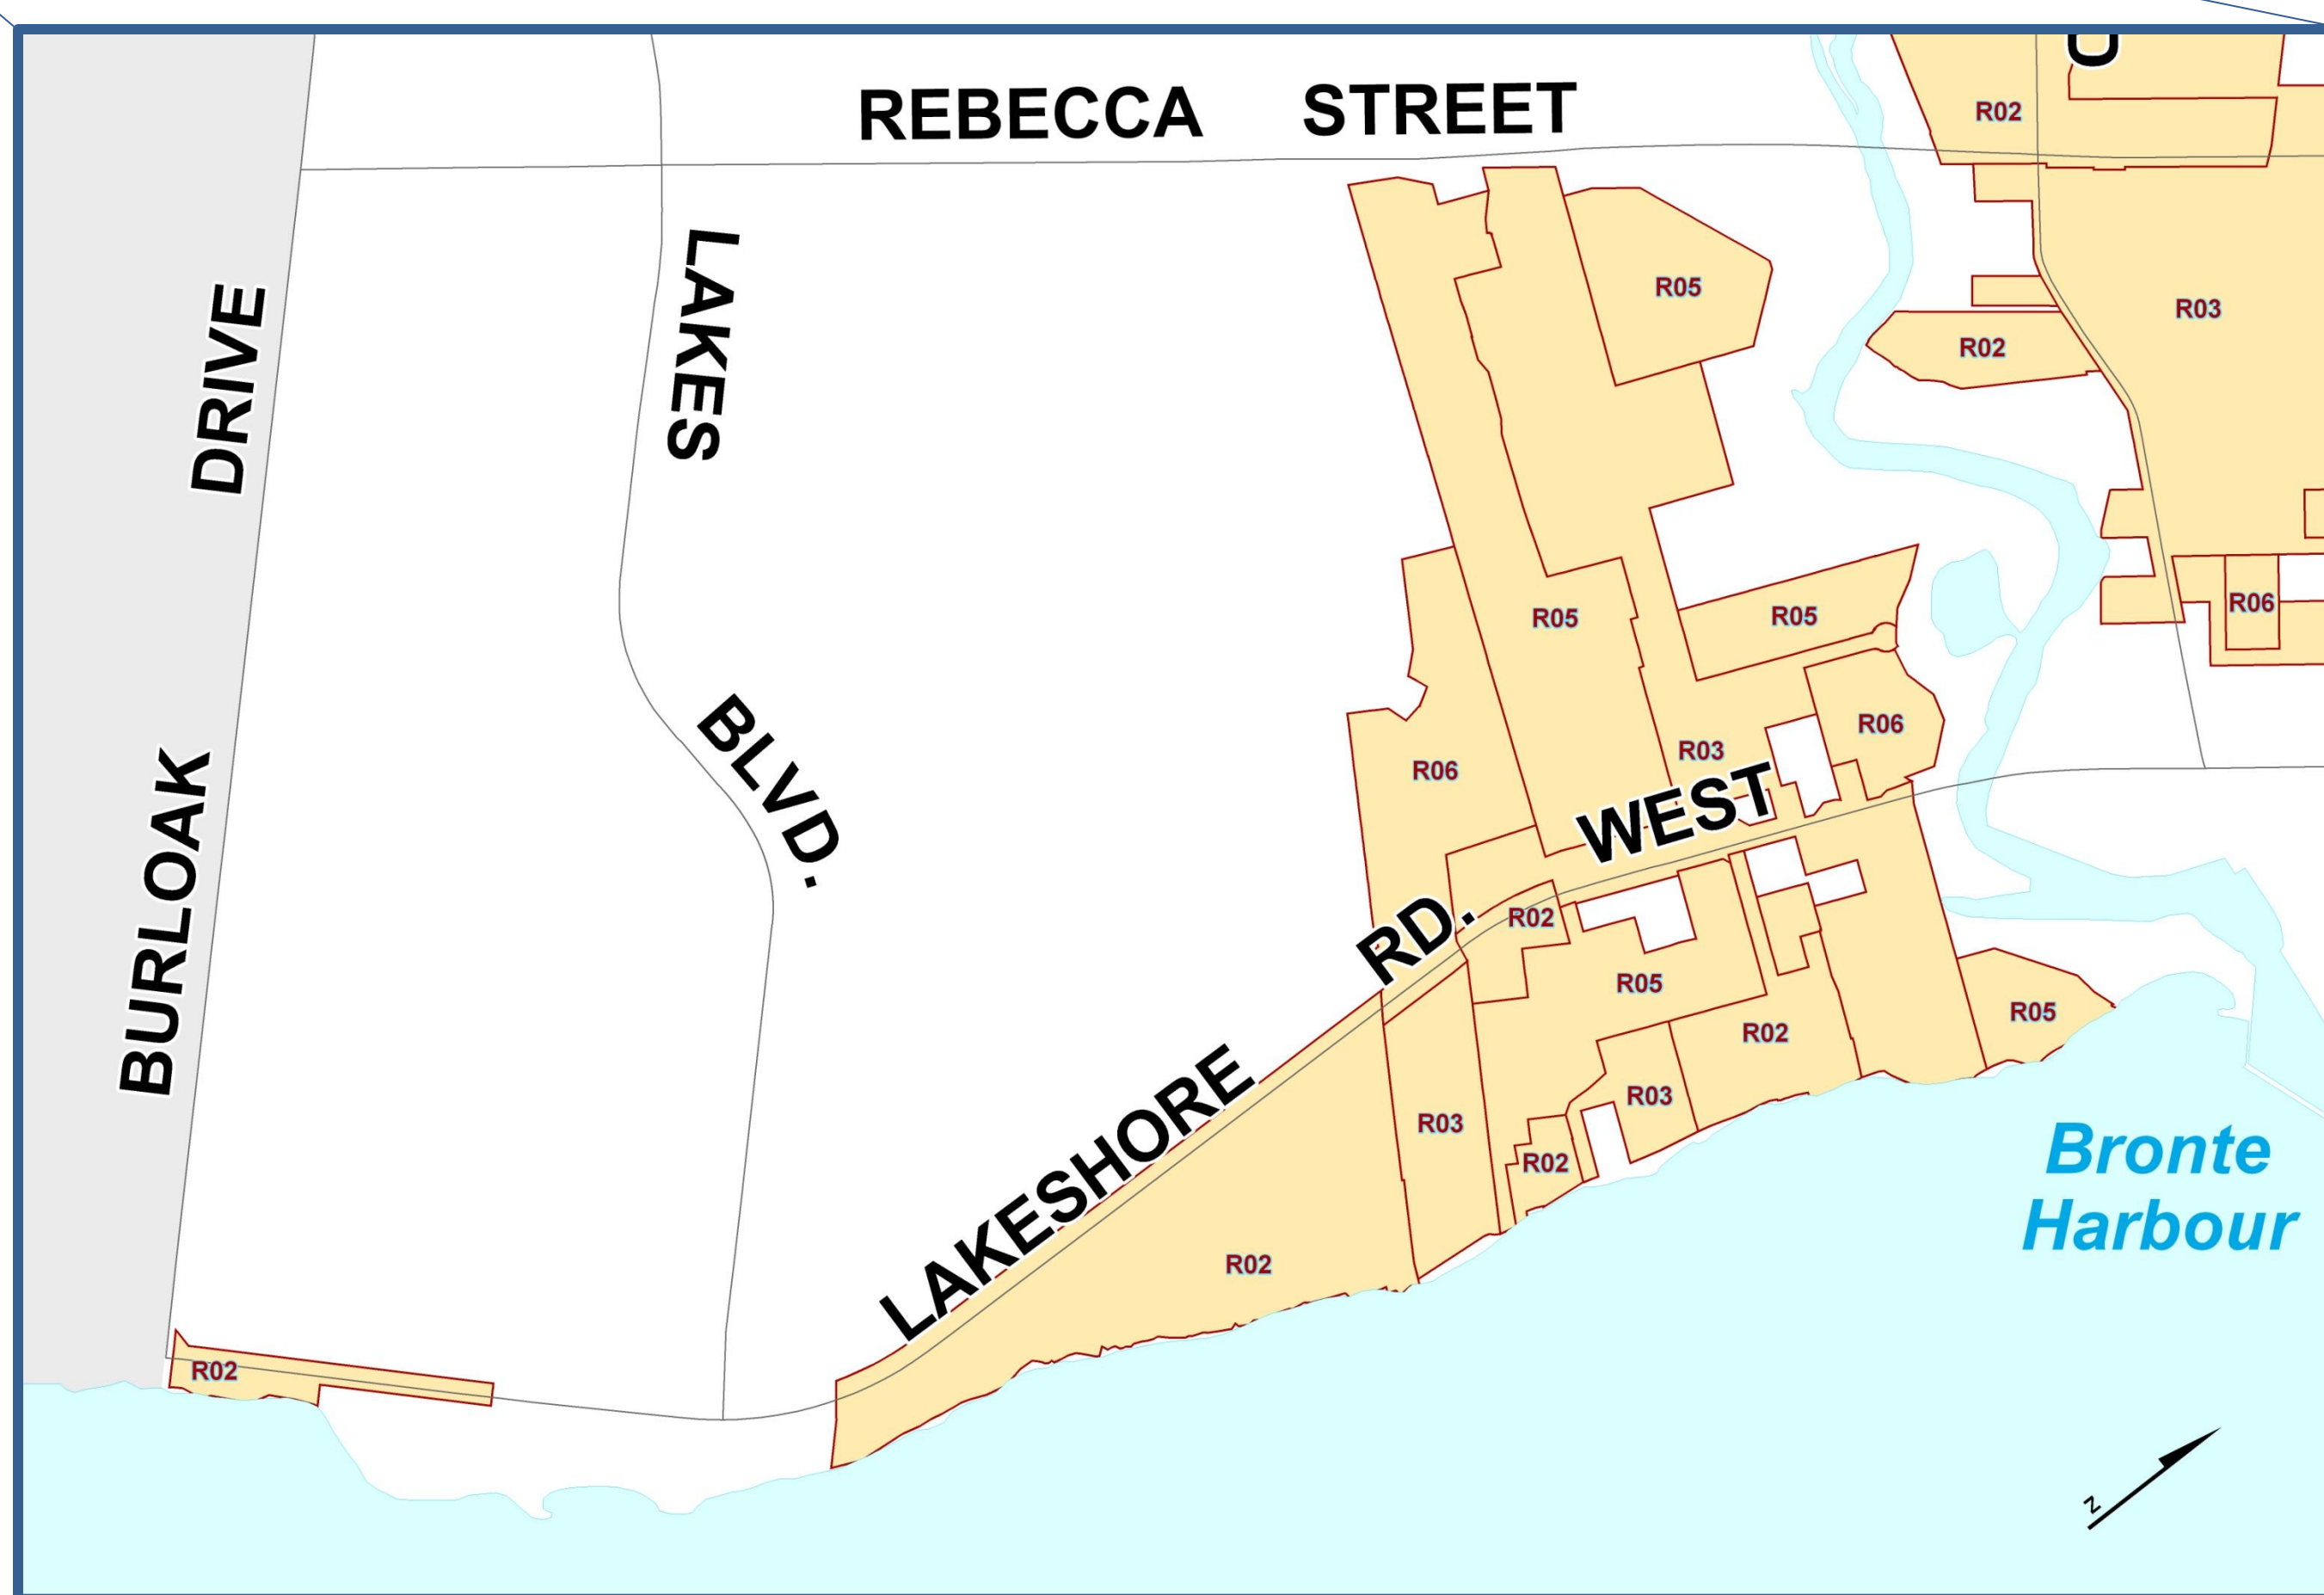 REBECCA STREET
R02
R05
R03
R02
LAKES
DRIVE
R05
R05
R06
R06
R03
R06
BLVD.
BURLOAK
WEST
RD.
R02
R05
R05
R02
R03
R03
R02
LAKESHORE
R02
R02
Bronte
Harbour
N